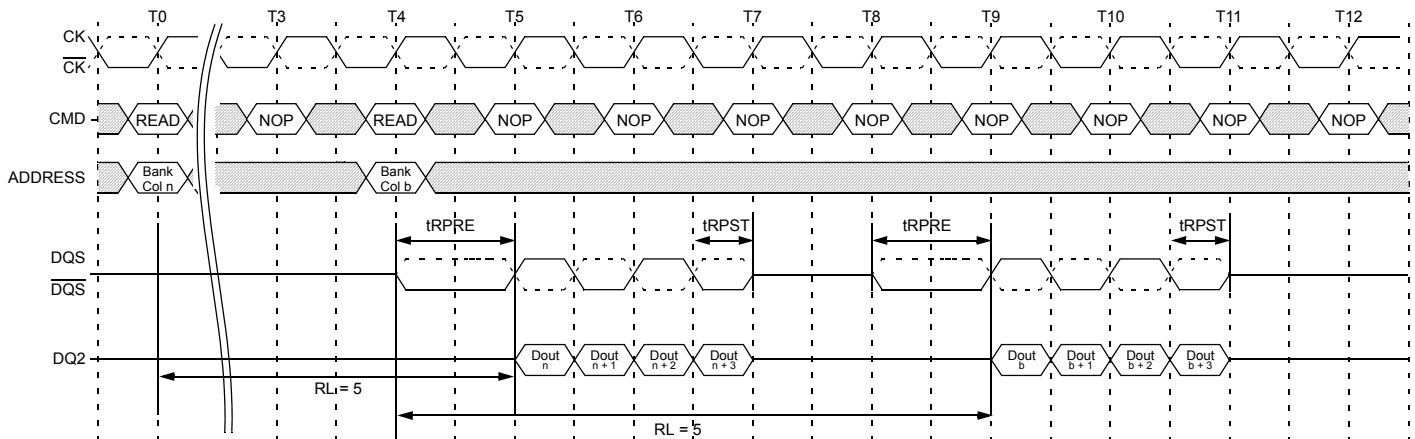 T0 T3 T4 T5 T6 T7 T8 T9 T10 T11 T12
CK
CK
CMD READ NOP READ NOP NOP NOP NOP NOP NOP NOP NOP
ADDRESS Bank Col n Bank Col b
tRPRE tRPST tRPRE tRPST
DQS
DQS
DQ2 Dout n Dout n + 1 Dout n + 2 Dout n + 3 Dout b Dout b + 1 Dout b + 2 Dout b + 3
RL = 5
RL = 5